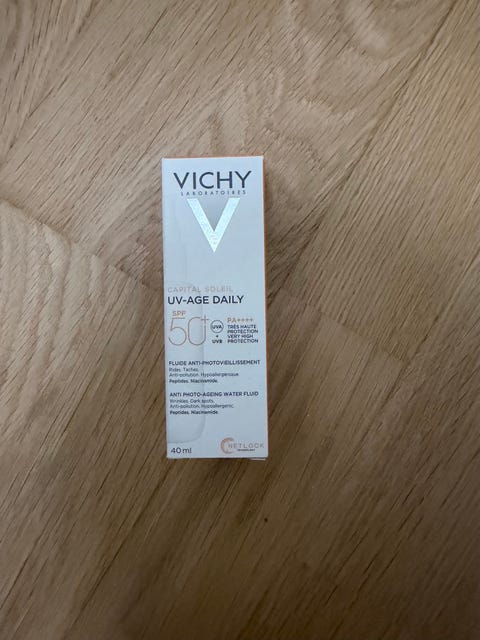 VICHY
LABORATOIRES
CAPITAL SOLEIL
UV-AGE DAILY
SPF
50+
UVA
+
UVB
PA++++
TRÈS HAUTE
PROTECTION
VERY HIGH
PROTECTION
FLUIDE ANTI-PHOTOVIEILLISSEMENT
Rides, Taches,
Anti-pollution. Hypoallergénique.
Peptides. Niacinamide.
ANTI PHOTO-AGEING WATER FLUID
Wrinkles, Dark spots,
Anti-pollution. Hypoallergenic.
Peptides. Niacinamide.
NETLOCK
TECHNOLOGY
40 ml